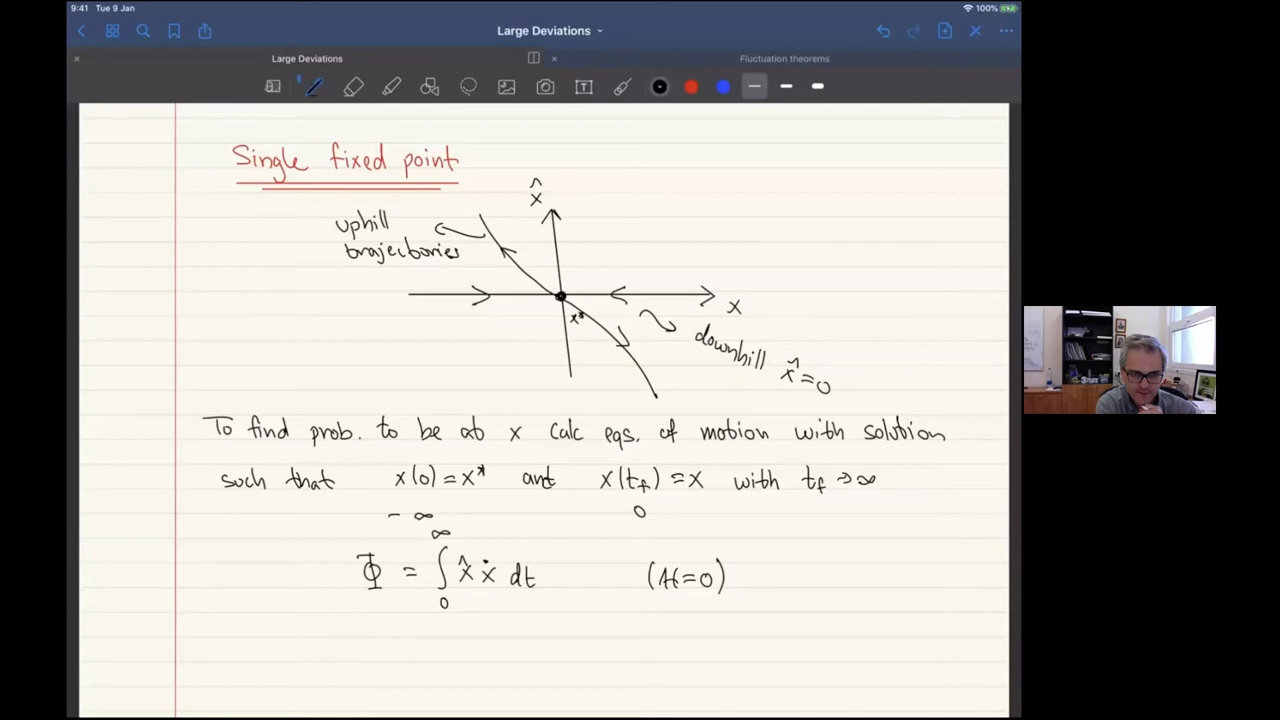 9:41 Tue 9 Jan
100%
Large Deviations
Large Deviations
Fluctuation theorems
Single fixed point
x̂
uphill
trajectories
x
x*
downhill x̂=0
To find prob. to be at x calc eqs. of motion with solution
such that x(0)=x* and x(t_f)=x with t_f→∞
-∞ 0
Φ = ∫₀^∞ x̂ ẋ dt (H=0)